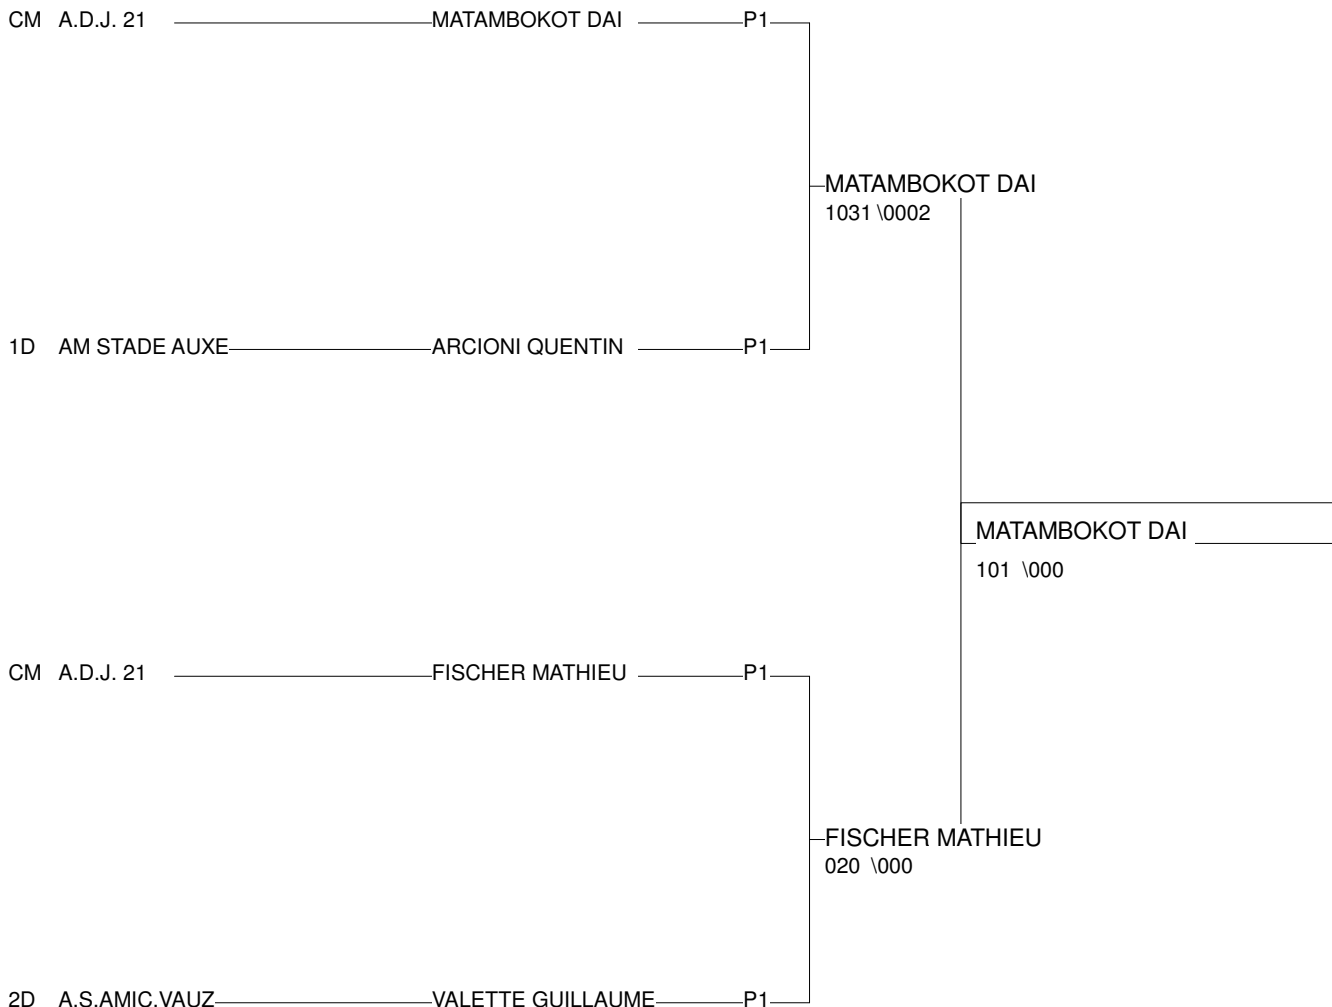 CM A.D.J. 21 MATAMBOKOT DAI P1
MATAMBOKOT DAI
1031 \0002
1D AM STADE AUXE ARCIONI QUENTIN P1
MATAMBOKOT DAI
101 \000
CM A.D.J. 21 FISCHER MATHIEU P1
FISCHER MATHIEU
020 \000
2D A.S.AMIC.VAUZ VALETTE GUILLAUME P1